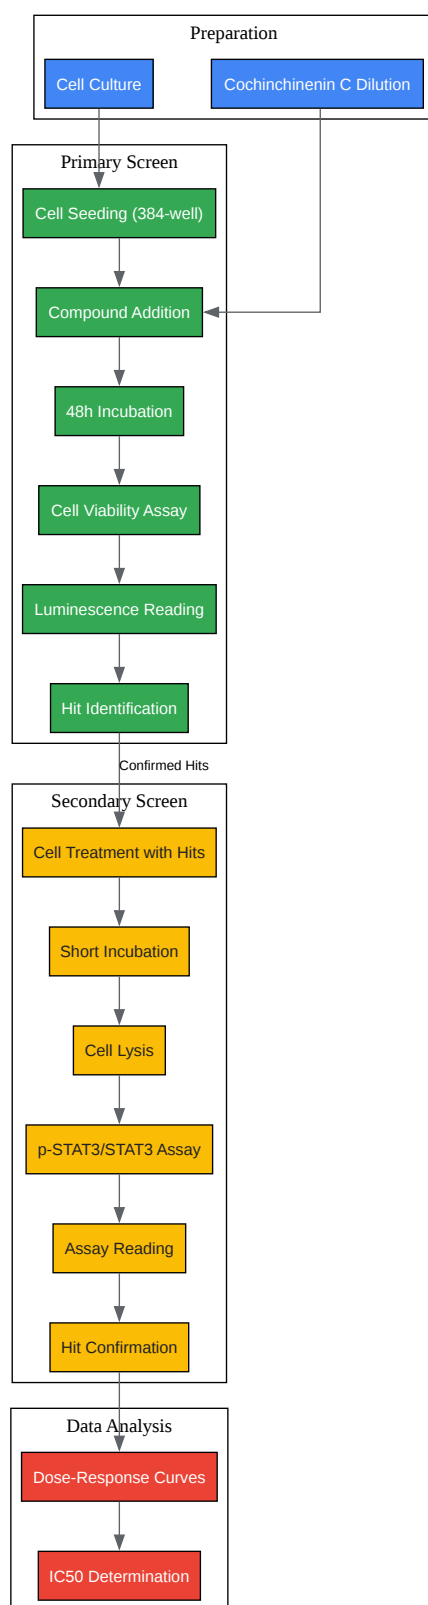 Preparation
Cell Culture
Cochinchinenin C Dilution
Primary Screen
Cell Seeding (384-well)
Compound Addition
48h Incubation
Cell Viability Assay
Luminescence Reading
Hit Identification
Confirmed Hits
Secondary Screen
Cell Treatment with Hits
Short Incubation
Cell Lysis
p-STAT3/STAT3 Assay
Assay Reading
Hit Confirmation
Data Analysis
Dose-Response Curves
IC50 Determination